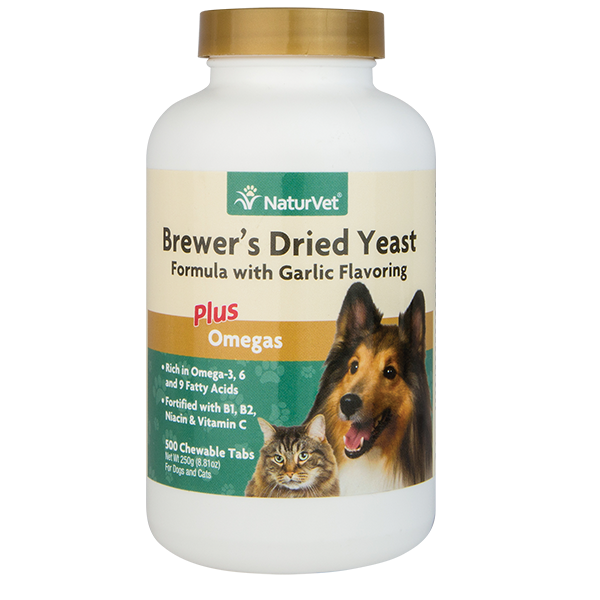 NaturVet®
Brewer's Dried Yeast
Formula with Garlic Flavoring
Plus
Omegas
• Rich in Omega-3, 6
and 9 Fatty Acids
• Fortified with B1, B2,
Niacin & Vitamin C
500 Chewable Tabs
Net Wt 250g (8.81oz)
For Dogs and Cats